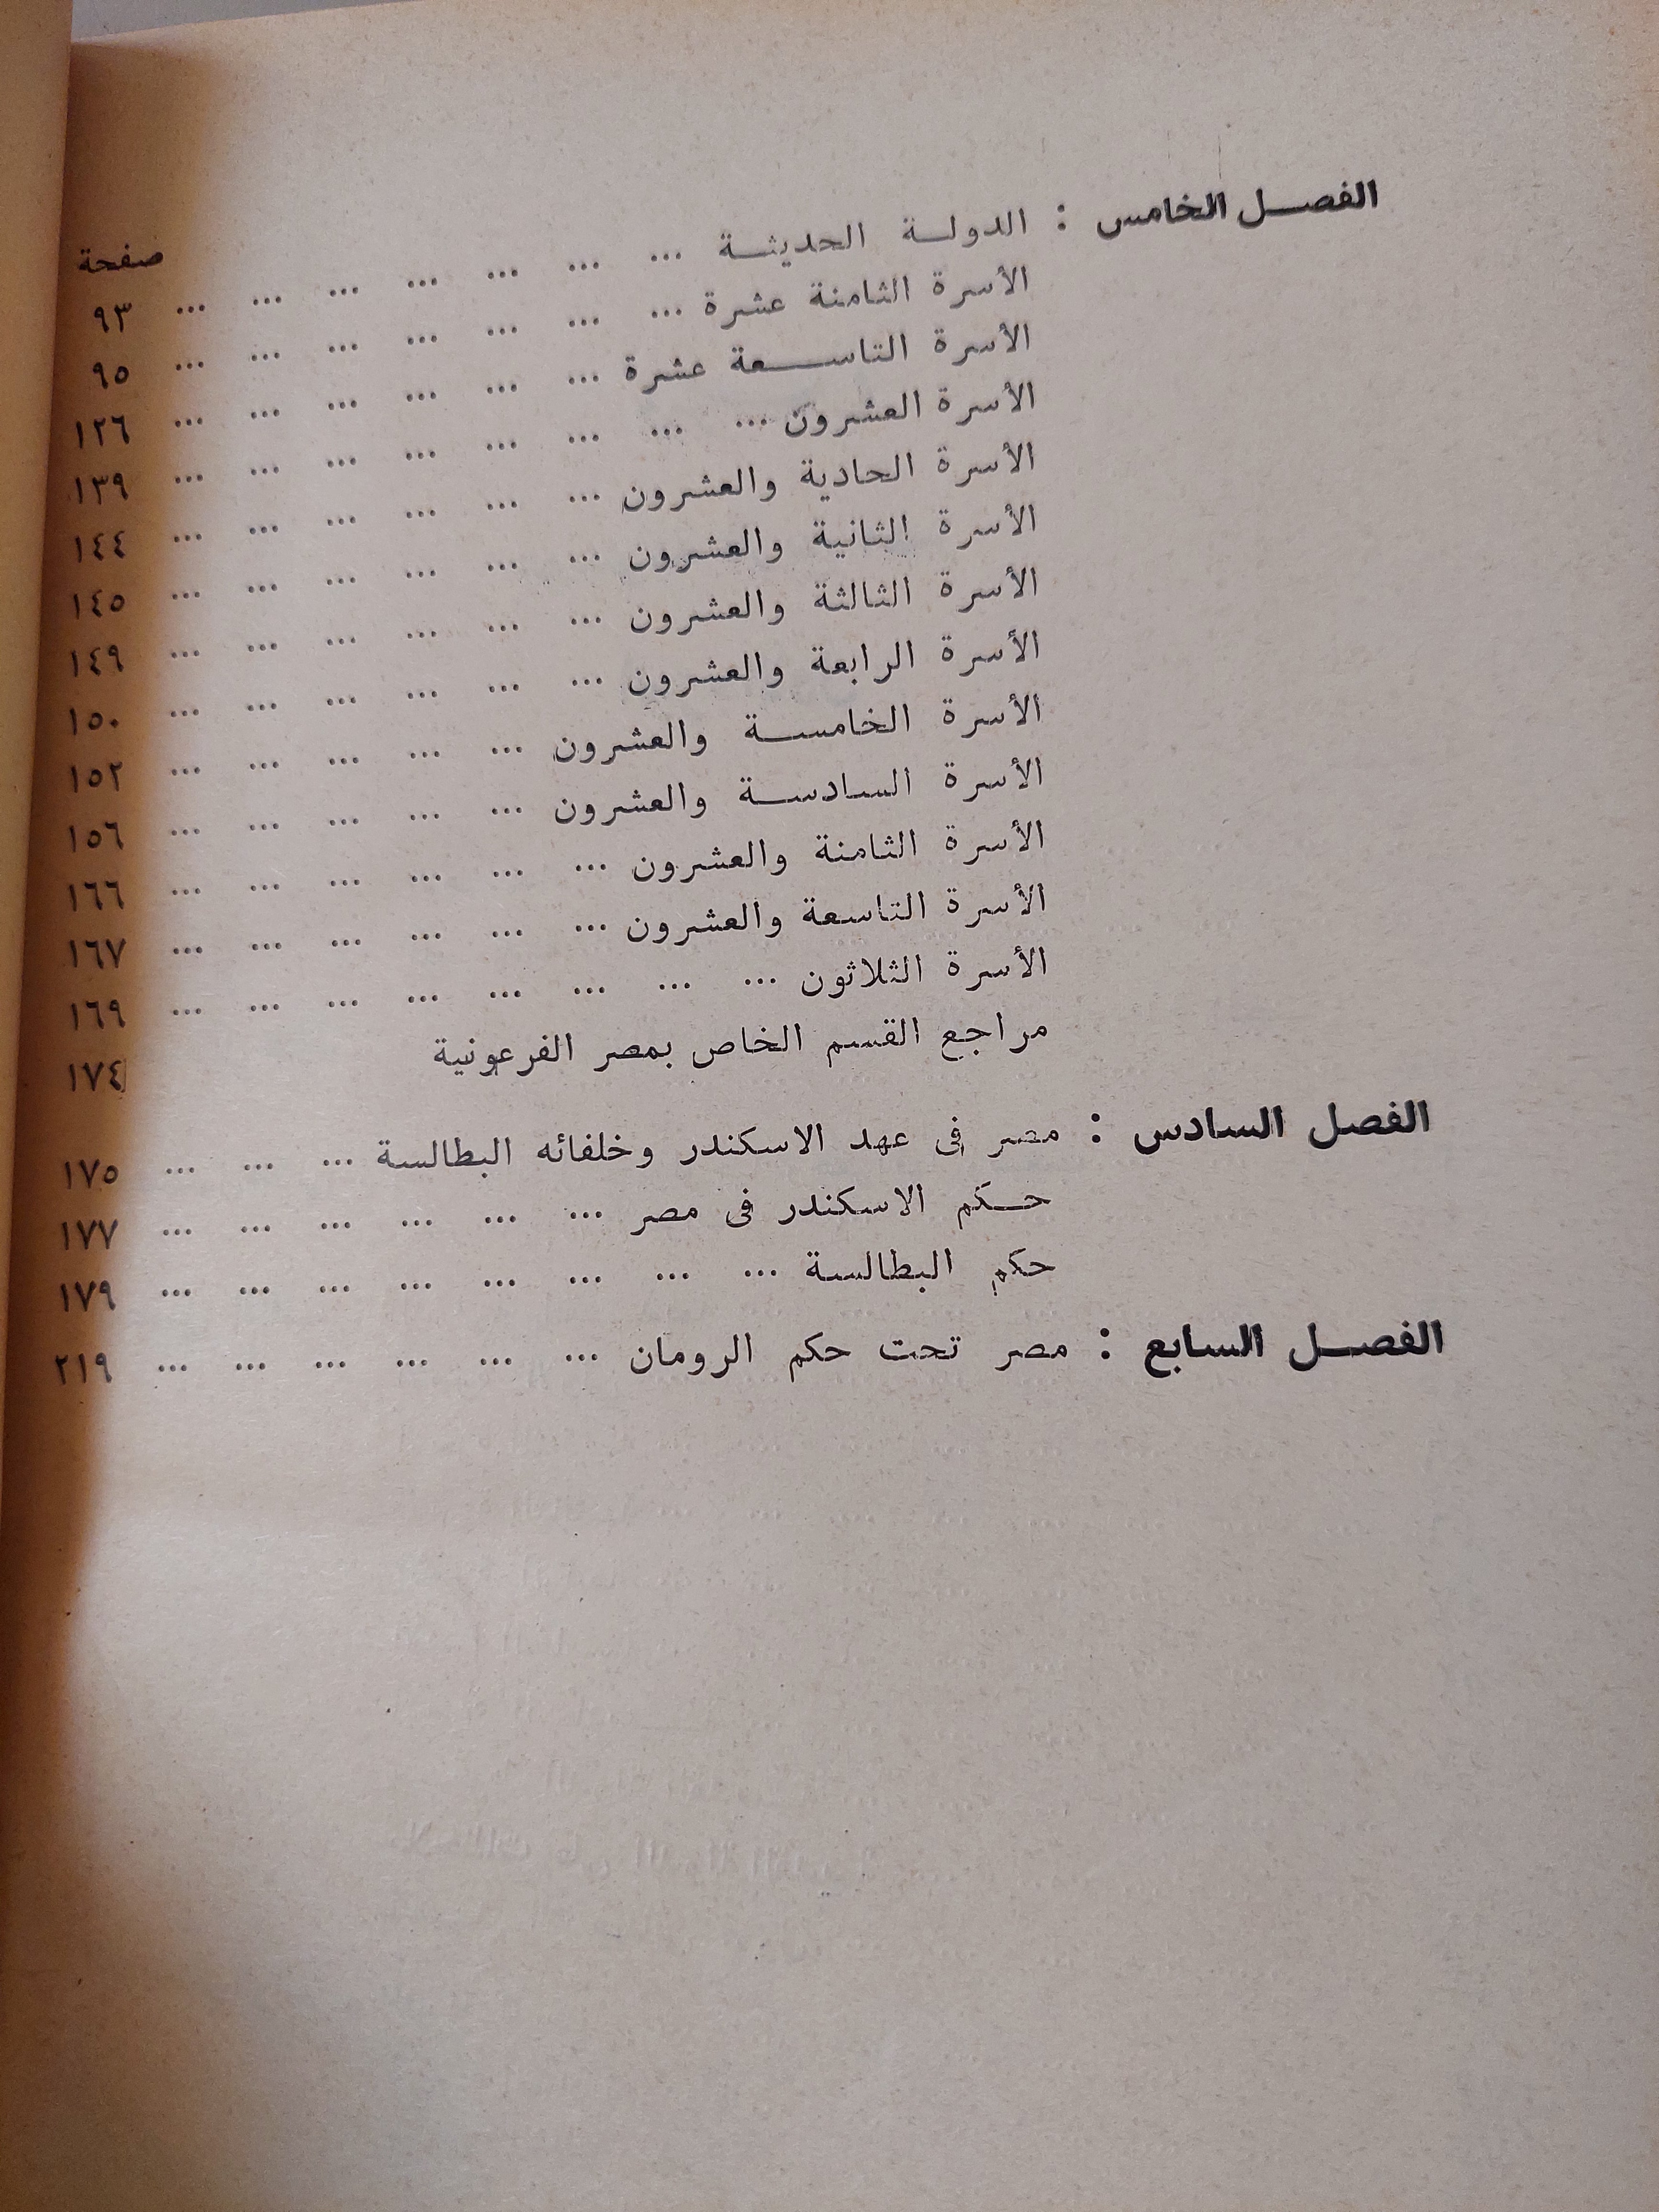 صفحة
الفصل الخامس : الدولة الحديثة ... ... ... ... ... ... ... ٩٣
الأسرة الثامنة عشرة ... ... ... ... ... ... ... ٩٥
الأسرة التاسعة عشرة ... ... ... ... ... ... ١٢٦
الأسرة العشرون ... ... ... ... ... ... ... ... ١٣٩
الأسرة الحادية والعشرون ... ... ... ... ... ... ١٤٤
الأسرة الثانية والعشرون ... ... ... ... ... ... ١٤٥
الأسرة الثالثة والعشرون ... ... ... ... ... ... ١٤٩
الأسرة الرابعة والعشرون ... ... ... ... ... ... ١٥٠
الأسرة الخامسة والعشرون ... ... ... ... ... ١٥٢
الأسرة السادسة والعشرون ... ... ... ... ... ١٥٦
الأسرة الثامنة والعشرون ... ... ... ... ... ... ١٦٦
الأسرة التاسعة والعشرون ... ... ... ... ... ... ١٦٧
الأسرة الثلاثون ... ... ... ... ... ... ... ... ١٦٩
مراجع القسم الخاص بمصر الفرعونية ١٧٤
الفصل السادس : مصر فى عهد الاسكندر وخلفائه البطالسة ... ... ... ١٧٥
حكم الاسكندر فى مصر ... ... ... ... ... ... ١٧٧
حكم البطالسة ... ... ... ... ... ... ... ... ١٧٩
الفصل السابع : مصر تحت حكم الرومان ... ... ... ... ... ... ٢١٩